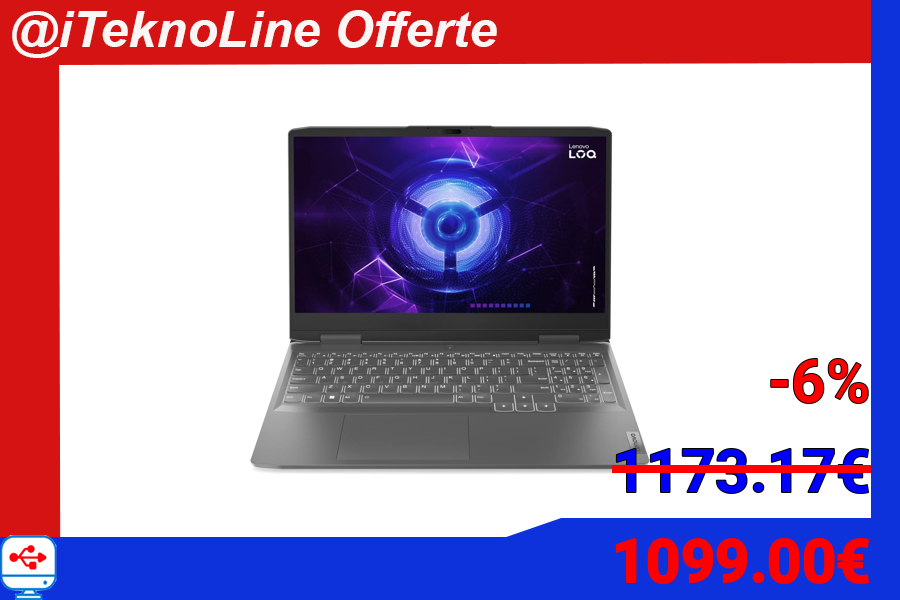 @iTeknoLine Offerte
Lenovo
LOQ
-6%
1173.17€
1099.00€